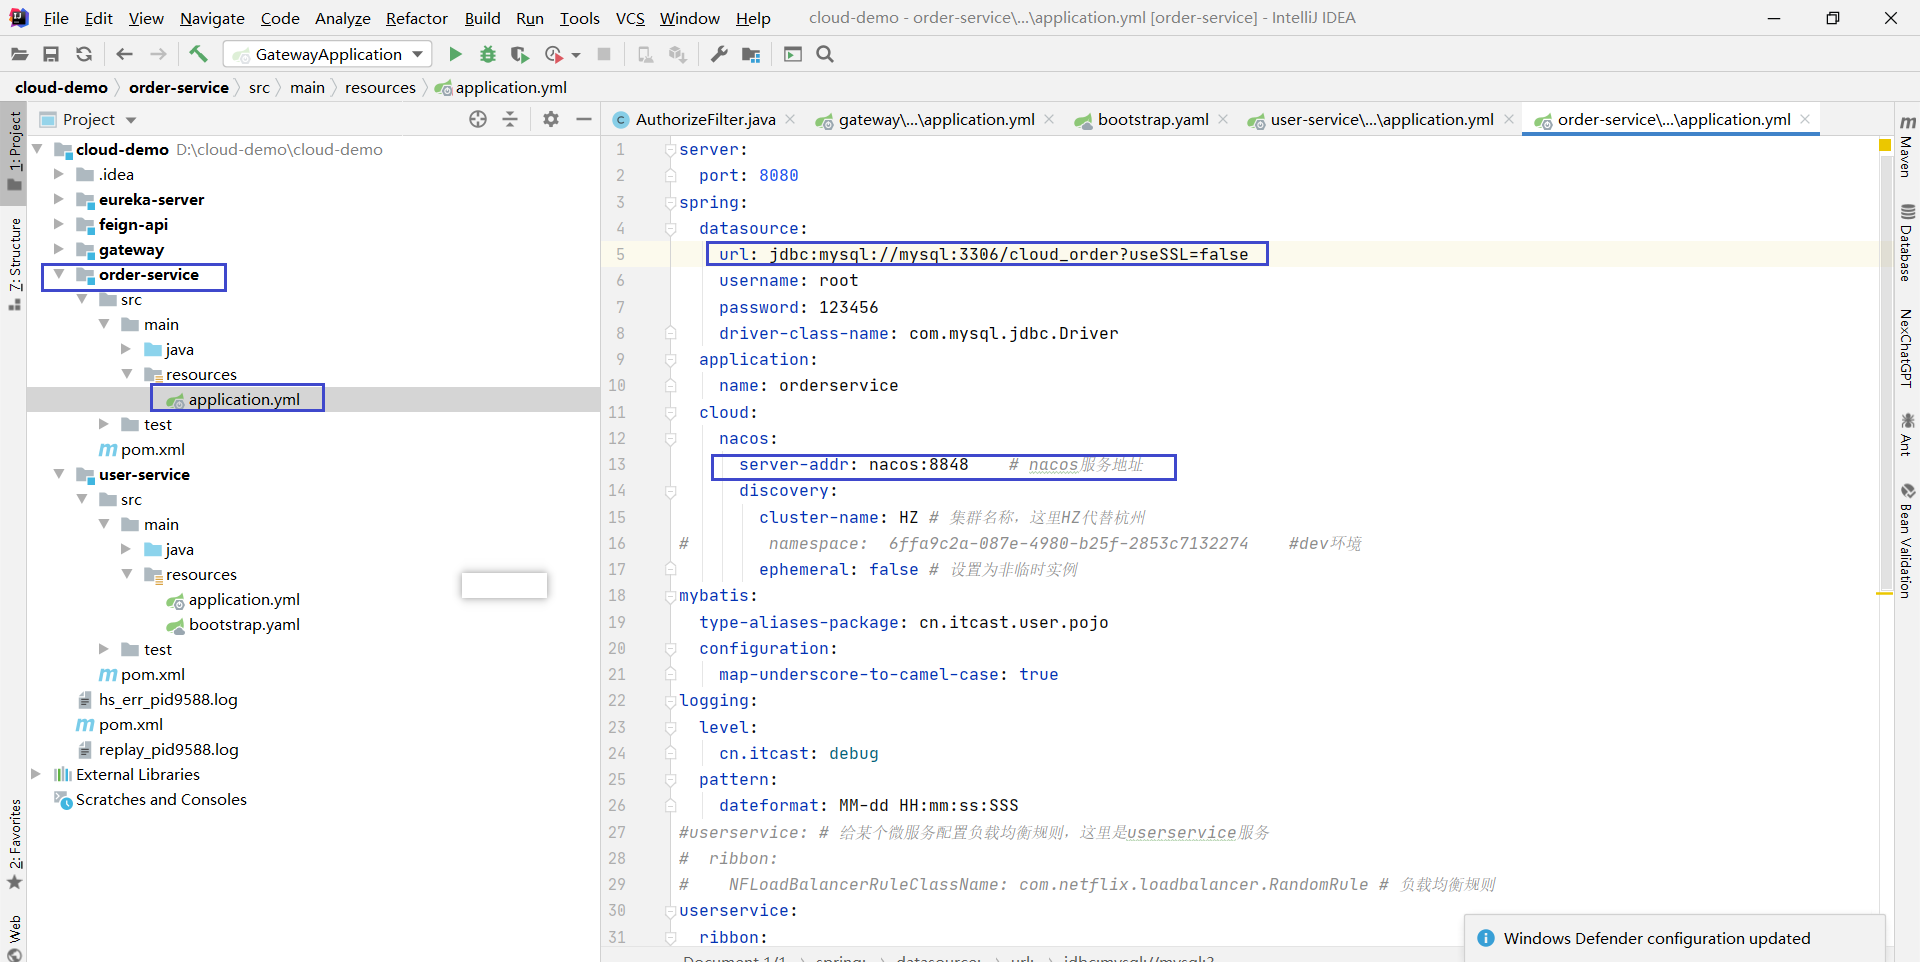 File Edit View Navigate Code Analyze Refactor Build Run Tools VCS Window Help cloud-demo - order-service\...\application.yml [order-service] - IntelliJ IDEA
GatewayApplication
cloud-demo order-service src main resources application.yml
1: Project
7: Structure
2: Favorites
Web
Project
cloud-demo D:\cloud-demo\cloud-demo
.idea
eureka-server
feign-api
gateway
order-service
src
main
java
resources
application.yml
test
pom.xml
user-service
src
main
java
resources
application.yml
bootstrap.yaml
test
pom.xml
hs_err_pid9588.log
pom.xml
replay_pid9588.log
External Libraries
Scratches and Consoles
AuthorizeFilter.java gateway\...\application.yml bootstrap.yaml user-service\...\application.yml order-service\...\application.yml
1 server:
2 port: 8080
3 spring:
4 datasource:
5 url: jdbc:mysql://mysql:3306/cloud_order?useSSL=false
6 username: root
7 password: 123456
8 driver-class-name: com.mysql.jdbc.Driver
9 application:
10 name: orderservice
11 cloud:
12 nacos:
13 server-addr: nacos:8848 # nacos服务地址
14 discovery:
15 cluster-name: HZ # 集群名称，这里HZ代替杭州
16 # namespace: 6ffa9c2a-087e-4980-b25f-2853c7132274 #dev环境
17 ephemeral: false # 设置为非临时实例
18 mybatis:
19 type-aliases-package: cn.itcast.user.pojo
20 configuration:
21 map-underscore-to-camel-case: true
22 logging:
23 level:
24 cn.itcast: debug
25 pattern:
26 dateformat: MM-dd HH:mm:ss:SSS
27 #userservice: # 给某个微服务配置负载均衡规则，这里是userservice服务
28 # ribbon:
29 # NFLoadBalancerRuleClassName: com.netflix.loadbalancer.RandomRule # 负载均衡规则
30 userservice:
31 ribbon:
Document 1/1 spring: datasource: url: jdbc:mysql://mysql:3
Maven
Database
NexChatGPT
Ant
Bean Validation
Windows Defender configuration updated